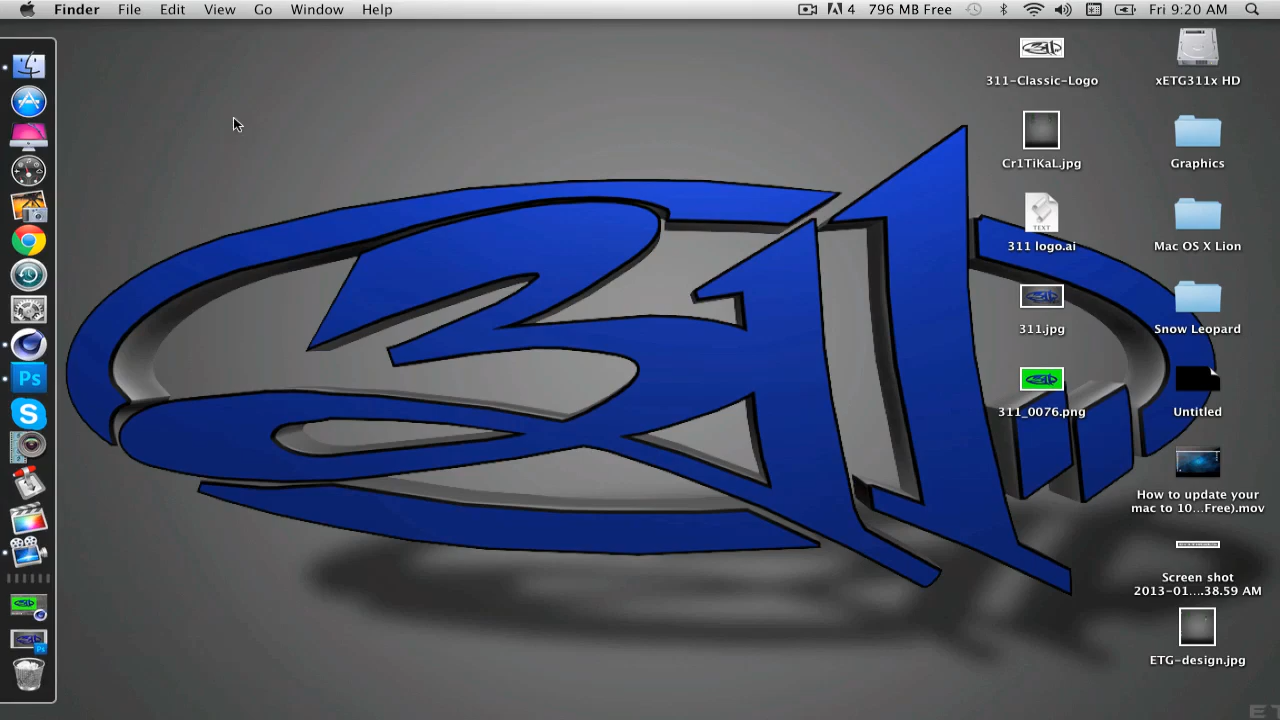 Finder File Edit View Go Window Help 4 796 MB Free Fri 9:20 AM
311-Classic-Logo
xETG311x HD
Cr1TiKaL.jpg
Graphics
TEXT
311 logo.ai
Mac OS X Lion
311.jpg
Snow Leopard
311_0076.png
Untitled
How to update your
mac to 10...Free).mov
Screen shot
2013-01....38.59 AM
ETG-design.jpg
Ps
S
311